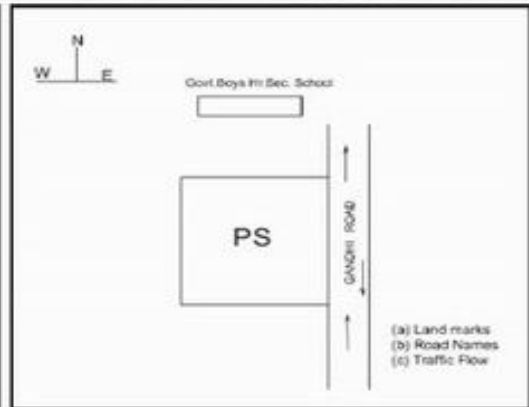 N
W E
Govt.Boys Hr.Sec. School
PS
GANDHI ROAD
(a) Land marks
(b) Road Names
(c) Traffic Flow